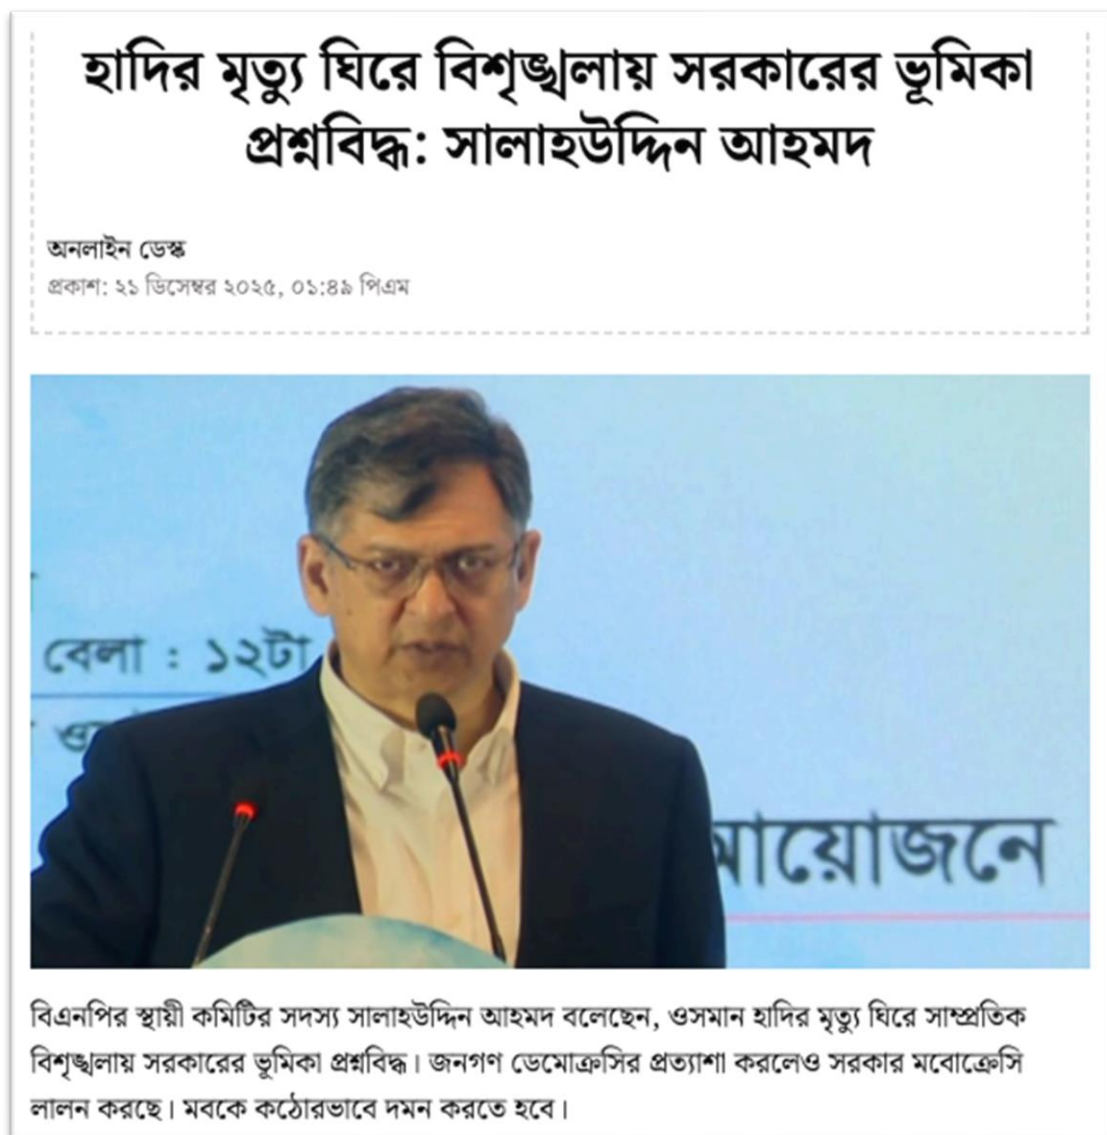 হাদির মৃত্যু ঘিরে বিশৃঙ্খলায় সরকারের ভূমিকা
প্রশ্নবিদ্ধ: সালাহউদ্দিন আহমদ
অনলাইন ডেস্ক
প্রকাশ: ২১ ডিসেম্বর ২০২৫, ০১:৪৯ পিএম
বেলা : ১২টা
আয়োজনে
বিএনপির স্থায়ী কমিটির সদস্য সালাহউদ্দিন আহমদ বলেছেন, ওসমান হাদির মৃত্যু ঘিরে সাম্প্রতিক
বিশৃঙ্খলায় সরকারের ভূমিকা প্রশ্নবিদ্ধ। জনগণ ডেমোক্রসির প্রত্যাশা করলেও সরকার মবোক্রেসি
লালন করছে। মবকে কঠোরভাবে দমন করতে হবে।